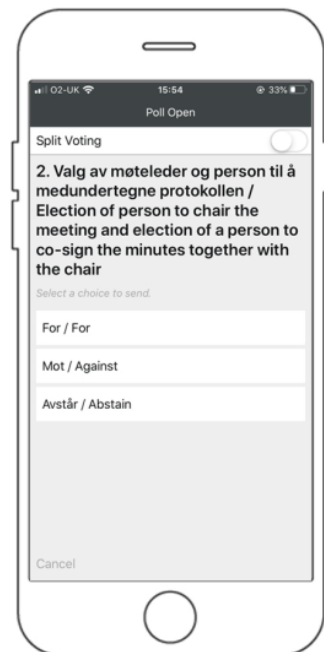 O2-UK 15:54 33%
Poll Open
Split Voting
2. Valg av møteleder og person til å
medundertegne protokollen /
Election of person to chair the
meeting and election of a person to
co-sign the minutes together with
the chair
Select a choice to send.
For / For
Mot / Against
Avstår / Abstain
Cancel